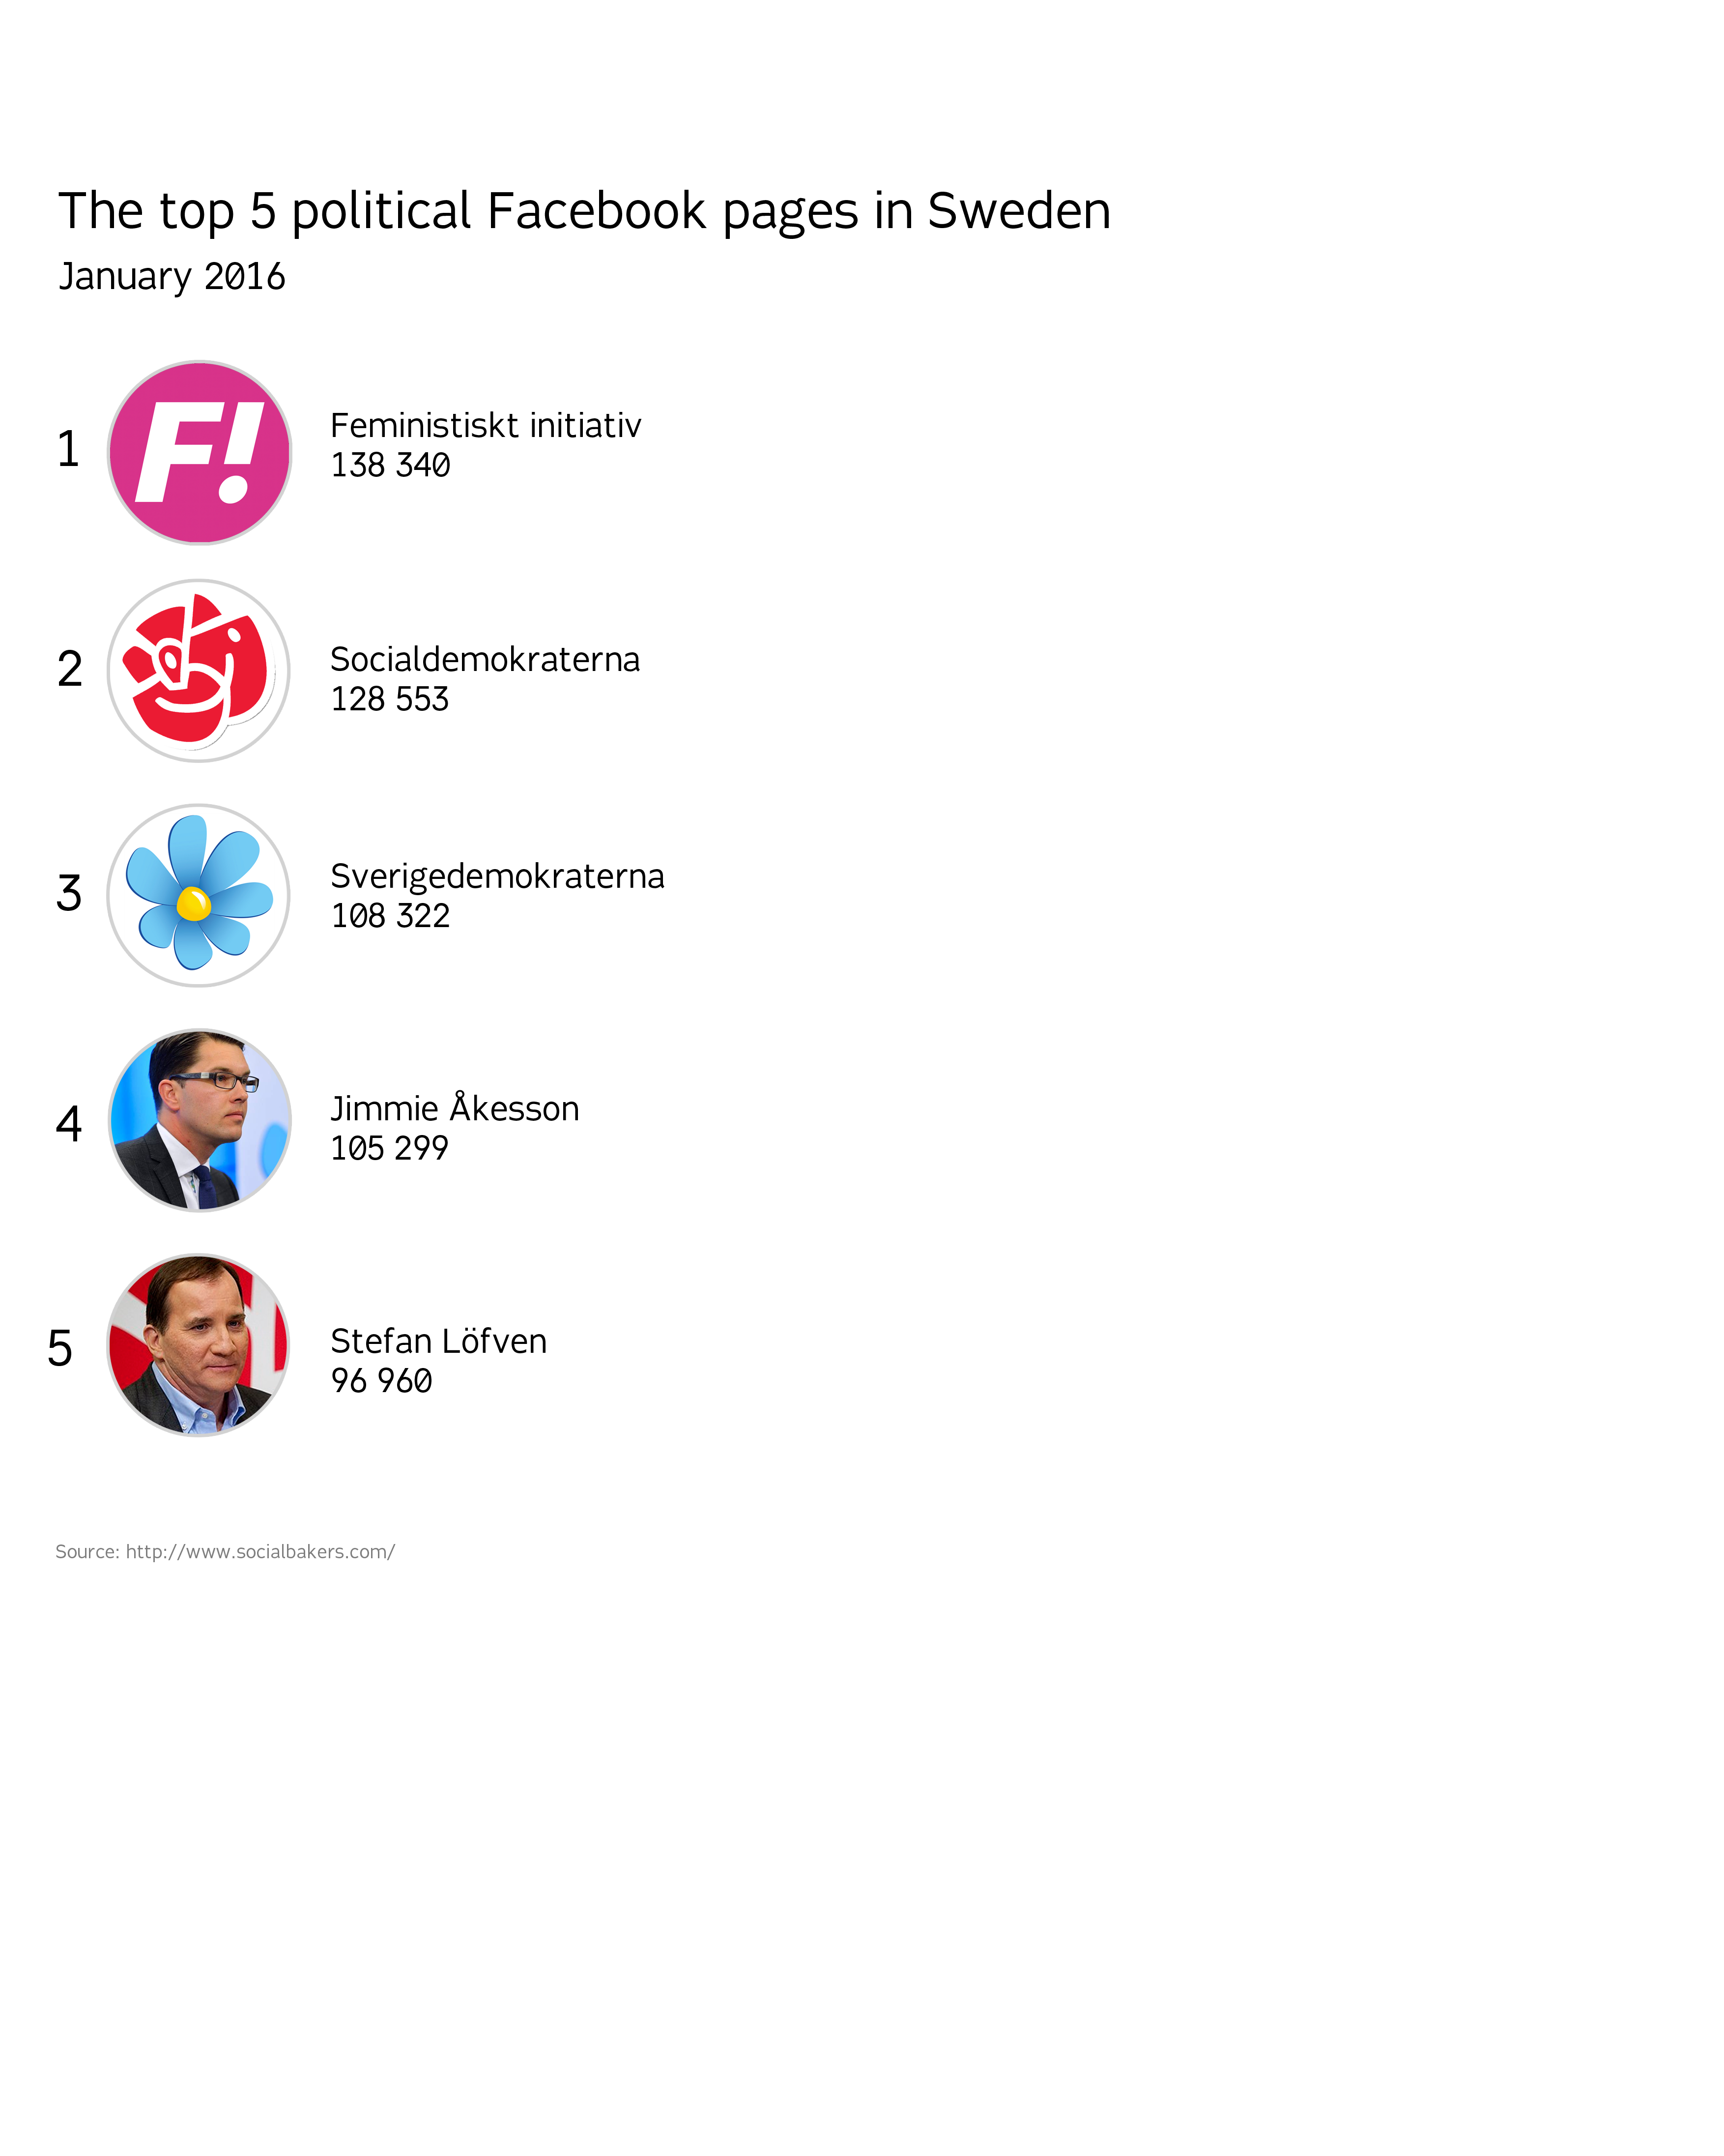 The top 5 political Facebook pages in Sweden
January 2016
1
F!
Feministiskt initiativ
138 340
2
Socialdemokraterna
128 553
3
Sverigedemokraterna
108 322
4
Jimmie Åkesson
105 299
5
Stefan Löfven
96 960
Source: http://www.socialbakers.com/